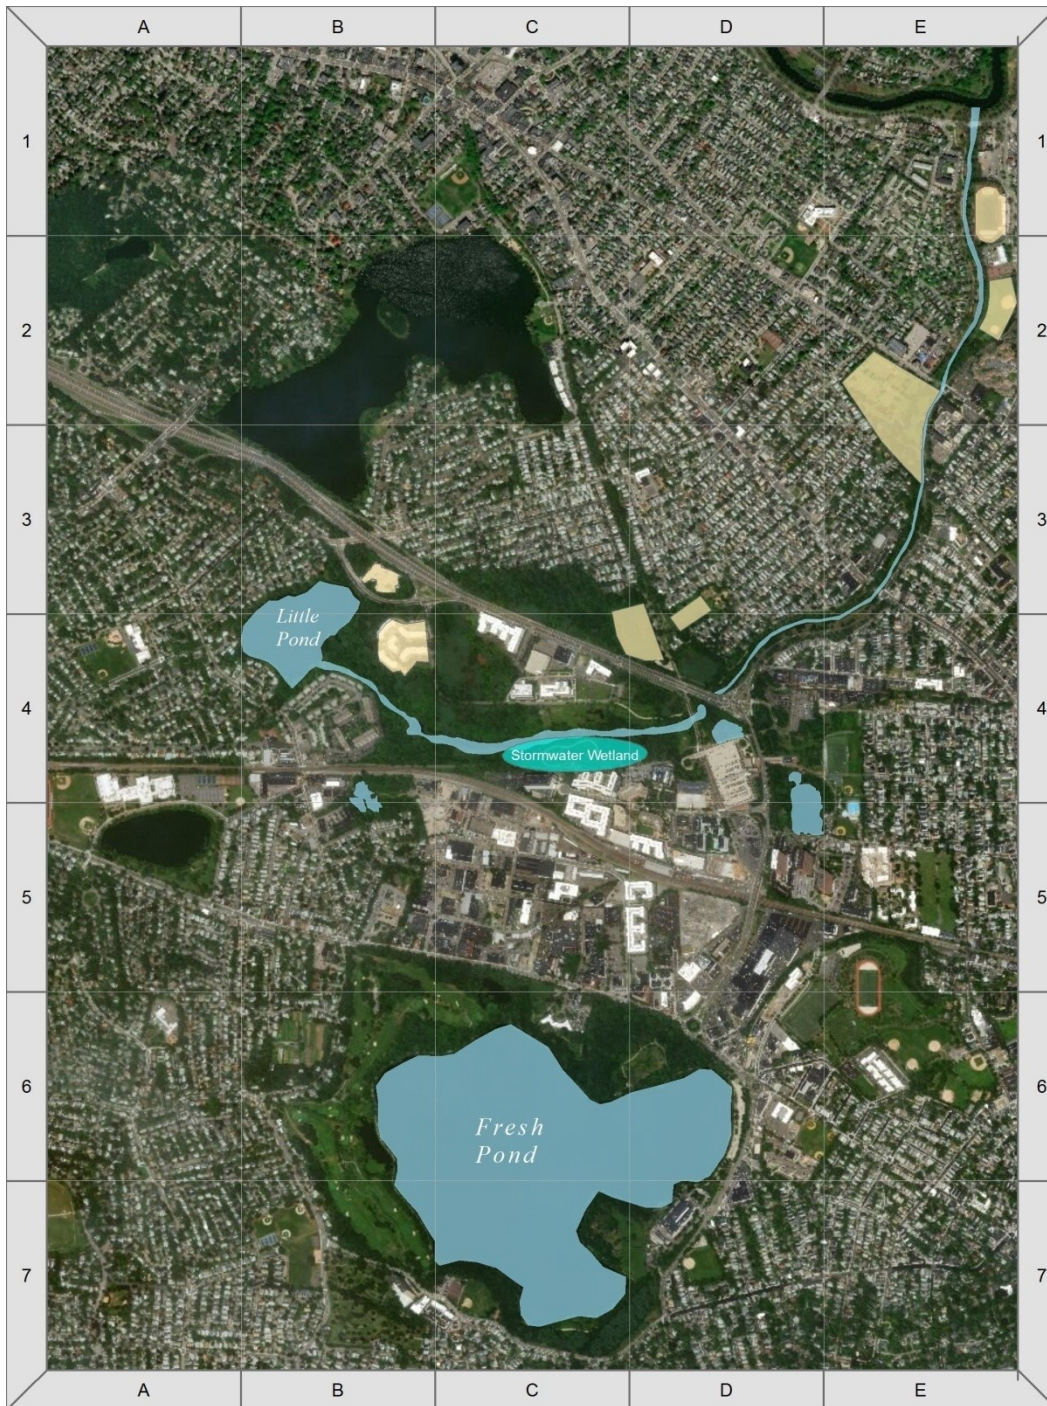 A B C D E
1 1
2 2
3 3
Little
Pond
4 4
Stormwater Wetland
5 5
6 6
Fresh
Pond
7 7
A B C D E